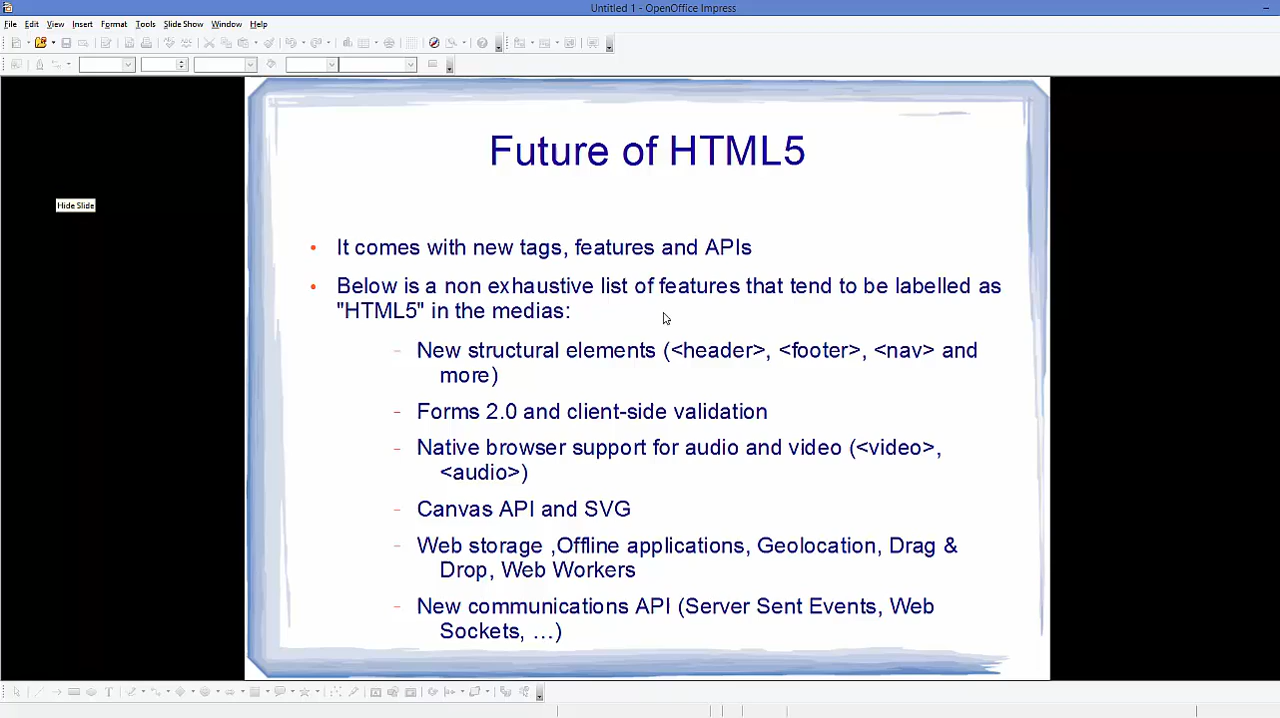 Untitled 1 - OpenOffice Impress
File Edit View Insert Format Tools Slide Show Window Help
Future of HTML5
Hide Slide
• It comes with new tags, features and APIs
• Below is a non exhaustive list of features that tend to be labelled as
"HTML5" in the medias:
– New structural elements (<header>, <footer>, <nav> and
more)
– Forms 2.0 and client-side validation
– Native browser support for audio and video (<video>,
<audio>)
– Canvas API and SVG
– Web storage ,Offline applications, Geolocation, Drag &
Drop, Web Workers
– New communications API (Server Sent Events, Web
Sockets, …)